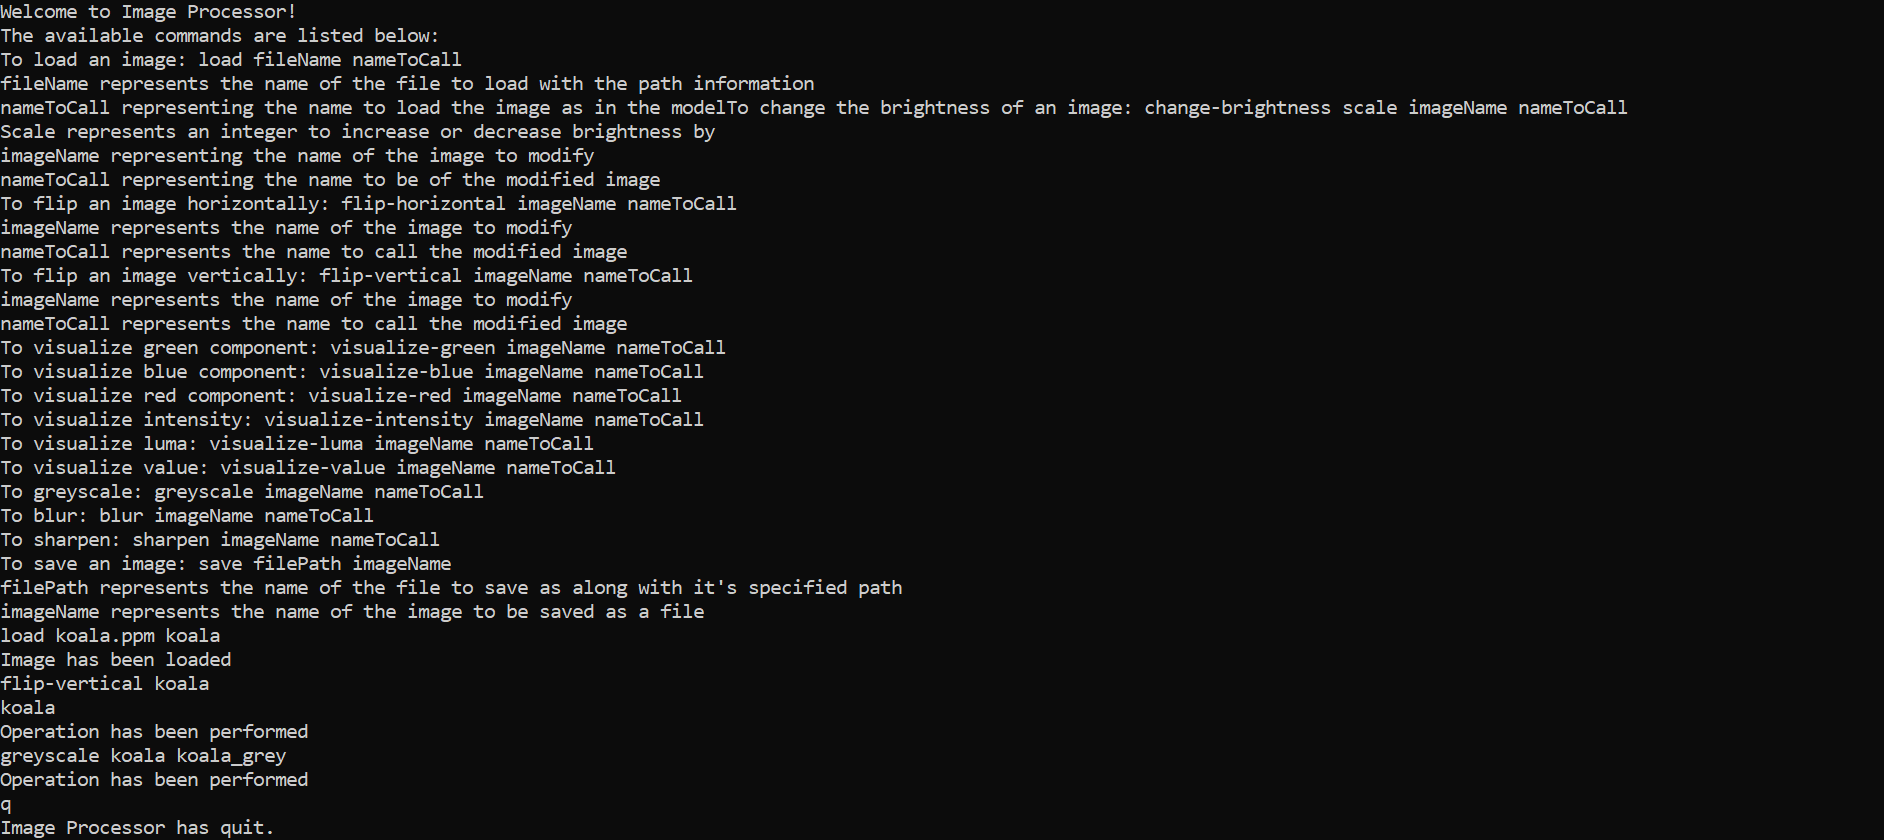 Welcome to Image Processor!
The available commands are listed below:
To load an image: load fileName nameToCall
fileName represents the name of the file to load with the path information
nameToCall representing the name to load the image as in the modelTo change the brightness of an image: change-brightness scale imageName nameToCall
Scale represents an integer to increase or decrease brightness by
imageName representing the name of the image to modify
nameToCall representing the name to be of the modified image
To flip an image horizontally: flip-horizontal imageName nameToCall
imageName represents the name of the image to modify
nameToCall represents the name to call the modified image
To flip an image vertically: flip-vertical imageName nameToCall
imageName represents the name of the image to modify
nameToCall represents the name to call the modified image
To visualize green component: visualize-green imageName nameToCall
To visualize blue component: visualize-blue imageName nameToCall
To visualize red component: visualize-red imageName nameToCall
To visualize intensity: visualize-intensity imageName nameToCall
To visualize luma: visualize-luma imageName nameToCall
To visualize value: visualize-value imageName nameToCall
To greyscale: greyscale imageName nameToCall
To blur: blur imageName nameToCall
To sharpen: sharpen imageName nameToCall
To save an image: save filePath imageName
filePath represents the name of the file to save as along with it's specified path
imageName represents the name of the image to be saved as a file
load koala.ppm koala
Image has been loaded
flip-vertical koala
koala
Operation has been performed
greyscale koala koala_grey
Operation has been performed
q
Image Processor has quit.